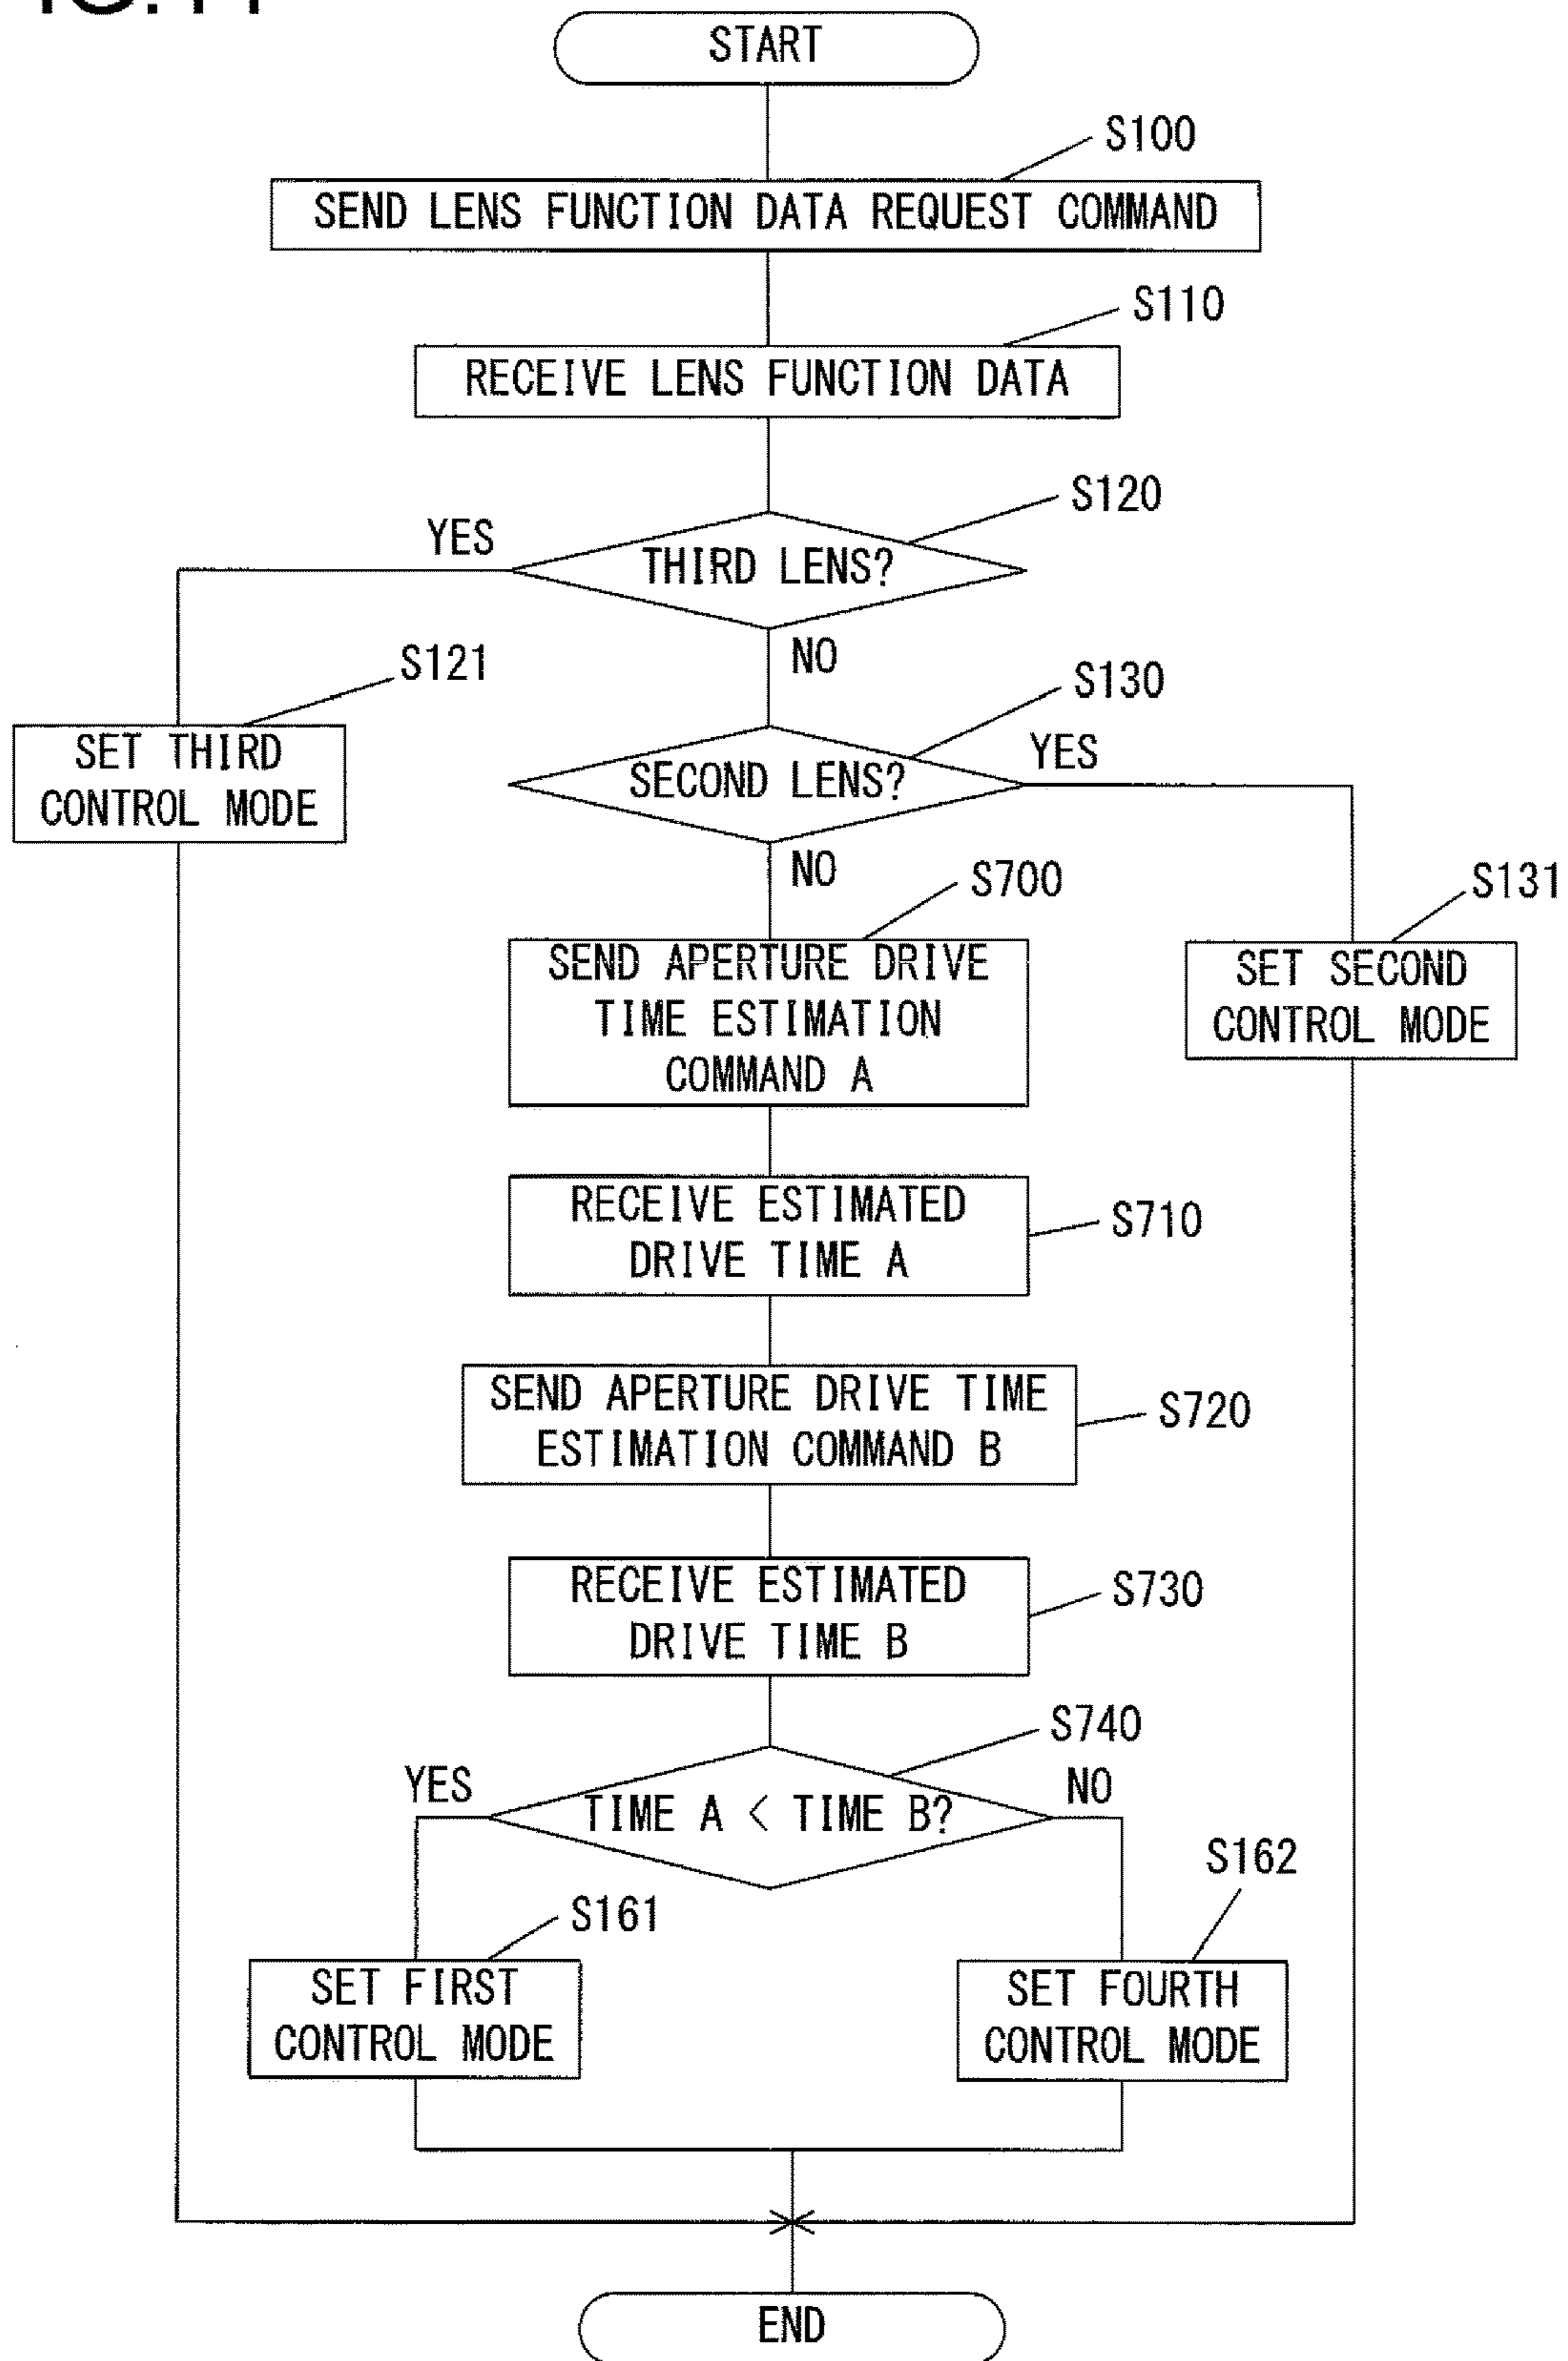 START
S100
SEND LENS FUNCTION DATA REQUEST COMMAND
S110
RECEIVE LENS FUNCTION DATA
S120
YES
THIRD LENS?
NO
S121
SET THIRD
CONTROL MODE
S130
YES
SECOND LENS?
NO
S131
SET SECOND
CONTROL MODE
S700
SEND APERTURE DRIVE
TIME ESTIMATION
COMMAND A
RECEIVE ESTIMATED
DRIVE TIME A
S710
SEND APERTURE DRIVE TIME
ESTIMATION COMMAND B
S720
RECEIVE ESTIMATED
DRIVE TIME B
S730
S740
YES
TIME A < TIME B?
NO
S161
SET FIRST
CONTROL MODE
S162
SET FOURTH
CONTROL MODE
END